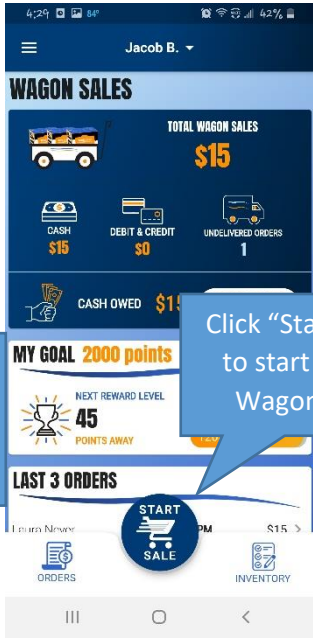 4:29 84° 42%
Jacob B.
WAGON SALES
TOTAL WAGON SALES
$15
CASH DEBIT & CREDIT UNDELIVERED ORDERS
$15 $0 1
CASH OWED
Click
to start
MY GOAL 2000 points
NEXT REWARD LEVEL
45
POINTS AWAY
LAST 3 ORDERS
PM $15
START
SALE
ORDERS INVENTORY